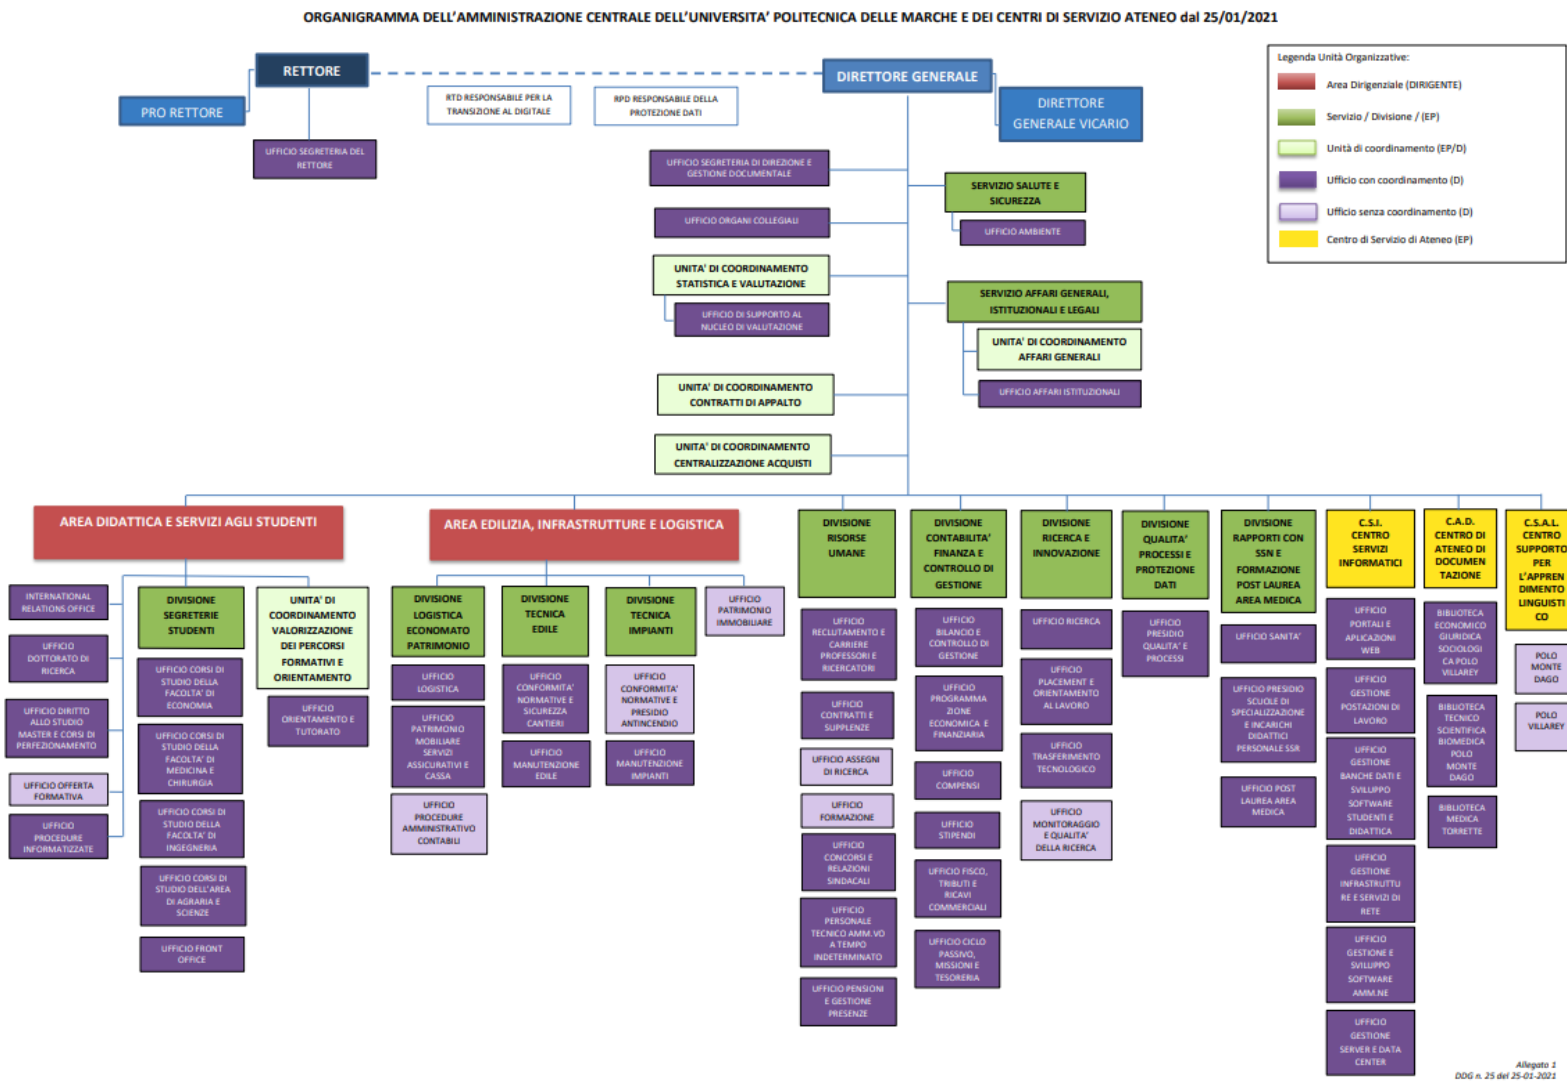 ORGANIGRAMMA DELL'AMMINISTRAZIONE CENTRALE DELL'UNIVERSITA' POLITECNICA DELLE MARCHE E DEI CENTRI DI SERVIZIO ATENEO dal 25/01/2021
RETTORE
DIRETTORE GENERALE
PRO RETTORE
RTD RESPONSABILE PER LA
TRANSIZIONE AL DIGITALE
RPD RESPONSABILE DELLA
PROTEZIONE DATI
DIRETTORE
GENERALE VICARIO
Legenda Unità Organizzative:
Area Dirigenziale (DIRIGENTE)
Servizio / Divisione / (EP)
Unità di coordinamento (EP/D)
Ufficio con coordinamento (D)
Ufficio senza coordinamento (D)
Centro di Servizio di Ateneo (EP)
UFFICIO SEGRETERIA DEL
RETTORE
UFFICIO SEGRETERIA DI DIREZIONE E
GESTIONE DOCUMENTALE
SERVIZIO SALUTE E
SICUREZZA
UFFICIO ORGANI COLLEGIALI
UFFICIO AMBIENTE
UNITA' DI COORDINAMENTO
STATISTICA E VALUTAZIONE
UFFICIO DI SUPPORTO AL
NUCLEO DI VALUTAZIONE
SERVIZIO AFFARI GENERALI,
ISTITUZIONALI E LEGALI
UNITA' DI COORDINAMENTO
AFFARI GENERALI
UFFICIO AFFARI ISTITUZIONALI
UNITA' DI COORDINAMENTO
CONTRATTI DI APPALTO
UNITA' DI COORDINAMENTO
CENTRALIZZAZIONE ACQUISTI
AREA DIDATTICA E SERVIZI AGLI STUDENTI
INTERNATIONAL
RELATIONS OFFICE
UFFICIO
DOTTORATO DI
RICERCA
UFFICIO DIRITTO
ALLO STUDIO
MASTER E CORSI DI
PERFEZIONAMENTO
UFFICIO OFFERTA
FORMATIVA
UFFICIO
PROCEDURE
INFORMATIZZATE
DIVISIONE
SEGRETERIE
STUDENTI
UFFICIO CORSI DI
STUDIO DELLA
FACOLTA' DI
ECONOMIA
UFFICIO CORSI DI
STUDIO DELLA
FACOLTA' DI
MEDICINA E
CHIRURGIA
UFFICIO CORSI DI
STUDIO DELLA
FACOLTA' DI
INGEGNERIA
UFFICIO CORSI DI
STUDIO DELL'AREA
DI AGRARIA E
SCIENZE
UFFICIO FRONT
OFFICE
UNITA' DI
COORDINAMENTO
VALORIZZAZIONE
DEI PERCORSI
FORMATIVI E
ORIENTAMENTO
UFFICIO
ORIENTAMENTO E
TUTORATO
AREA EDILIZIA, INFRASTRUTTURE E LOGISTICA
DIVISIONE
LOGISTICA
ECONOMATO
PATRIMONIO
UFFICIO
LOGISTICA
UFFICIO
PATRIMONIO
MOBILIARE
SERVIZI
ASSICURATIVI E
CASSA
UFFICIO
PROCEDURE
AMMINISTRATIVO
CONTABILI
DIVISIONE
TECNICA
EDILE
UFFICIO
CONFORMITA'
NORMATIVE E
SICUREZZA
CANTIERI
UFFICIO
MANUTENZIONE
EDILE
DIVISIONE
TECNICA
IMPIANTI
UFFICIO
CONFORMITA'
NORMATIVE E
PRESIDIO
ANTINCENDIO
UFFICIO
MANUTENZIONE
IMPIANTI
UFFICIO
PATRIMONIO
IMMOBILIARE
DIVISIONE
RISORSE
UMANE
UFFICIO
RECLUTAMENTO E
CARRIERE
PROFESSORI E
RICERCATORI
UFFICIO
CONTRATTI E
SUPPLENZE
UFFICIO ASSEGNI
DI RICERCA
UFFICIO
FORMAZIONE
UFFICIO
CONCORSI E
RELAZIONI
SINDACALI
UFFICIO
PERSONALE
TECNICO AMM.VO
A TEMPO
INDETERMINATO
UFFICIO PENSIONI
E GESTIONE
PRESENZE
DIVISIONE
CONTABILITA'
FINANZA E
CONTROLLO DI
GESTIONE
UFFICIO
BILANCIO E
CONTROLLO DI
GESTIONE
UFFICIO
PROGRAMMA
ZIONE
ECONOMICA E
FINANZIARIA
UFFICIO
COMPENSI
UFFICIO
STIPENDI
UFFICIO FISCO,
TRIBUTI E
RICAVI
COMMERCIALI
UFFICIO CICLO
PASSIVO,
MISSIONI E
TESORERIA
DIVISIONE
RICERCA E
INNOVAZIONE
UFFICIO RICERCA
UFFICIO
PLACEMENT E
ORIENTAMENTO
AL LAVORO
UFFICIO
TRASFERIMENTO
TECNOLOGICO
UFFICIO
MONITORAGGIO
E QUALITA'
DELLA RICERCA
DIVISIONE
QUALITA'
PROCESSI E
PROTEZIONE
DATI
UFFICIO
PRESIDIO
QUALITA' E
PROCESSI
DIVISIONE
RAPPORTI CON
SSN E
FORMAZIONE
POST LAUREA
AREA MEDICA
UFFICIO SANITA'
UFFICIO PRESIDIO
SCUOLE DI
SPECIALIZZAZIONE
E INCARICHI
DIDATTICI
PERSONALE SSR
UFFICIO POST
LAUREA AREA
MEDICA
C.S.I.
CENTRO
SERVIZI
INFORMATICI
UFFICIO
PORTALI E
APLICAZIONI
WEB
UFFICIO
GESTIONE
POSTAZIONI DI
LAVORO
UFFICIO
GESTIONE
BANCHE DATI E
SVILUPPO
SOFTWARE
STUDENTI E
DIDATTICA
UFFICIO
GESTIONE
INFRASTRUTTU
RE E SERVIZI DI
RETE
UFFICIO
GESTIONE E
SVILUPPO
SOFTWARE
AMM.NE
UFFICIO
GESTIONE
SERVER E DATA
CENTER
C.A.D.
CENTRO DI
ATENEO DI
DOCUMEN
TAZIONE
BIBLIOTECA
ECONOMICO
GIURIDICA
SOCIOLOGI
CA POLO
VILLAREY
BIBLIOTECA
TECNICO
SCIENTIFICA
BIOMEDICA
POLO
MONTE
DAGO
BIBLIOTECA
MEDICA
TORRETTE
C.S.A.L.
CENTRO
SUPPORTO
PER
L'APPREN
DIMENTO
LINGUISTI
CO
POLO
MONTE
DAGO
POLO
VILLAREY
Allegato 1
DDG n. 25 del 25-01-2021